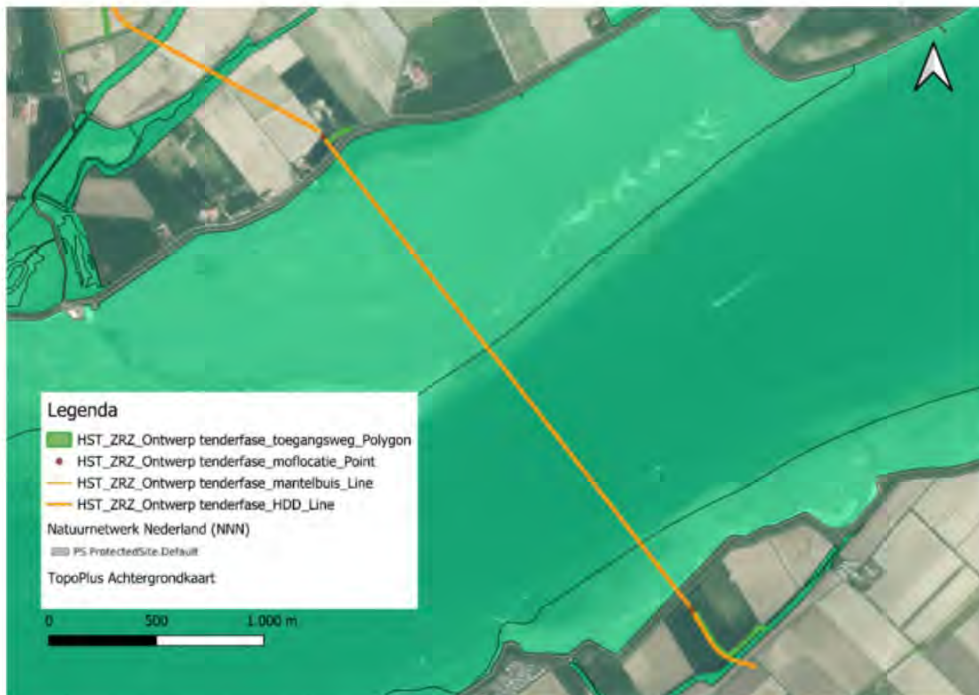 Legenda
HST_ZRZ_Ontwerp tenderfase_toegangsweg_Polygon
HST_ZRZ_Ontwerp tenderfase_moflocatie_Point
HST_ZRZ_Ontwerp tenderfase_mantelbuis_Line
HST_ZRZ_Ontwerp tenderfase_HDD_Line
Natuurnetwerk Nederland (NNN)
PS.ProtectedSite.Default
TopoPlus Achtergrondkaart
0 500 1.000 m